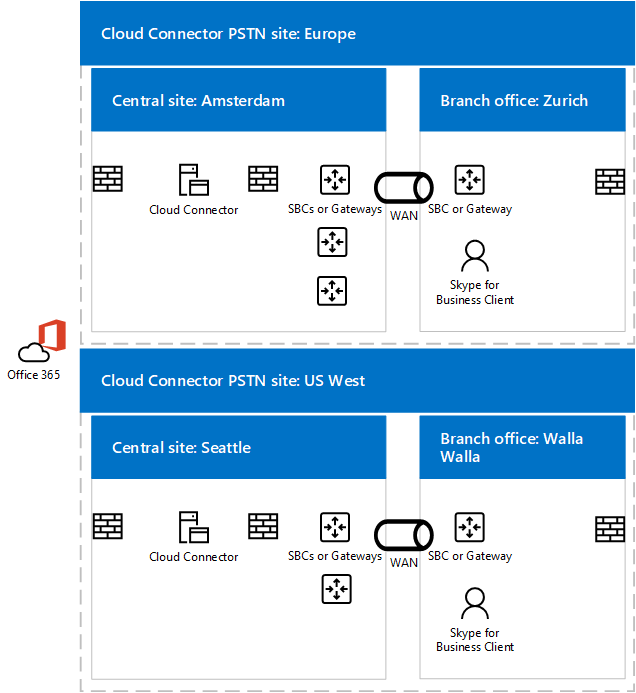 Cloud Connector PSTN site: Europe
Central site: Amsterdam
Branch office: Zurich
Cloud Connector
SBCs or Gateways
WAN
SBC or Gateway
Skype for
Business Client
Office 365
Cloud Connector PSTN site: US West
Central site: Seattle
Branch office: Walla
Walla
Cloud Connector
SBCs or Gateways
WAN
SBC or Gateway
Skype for
Business Client